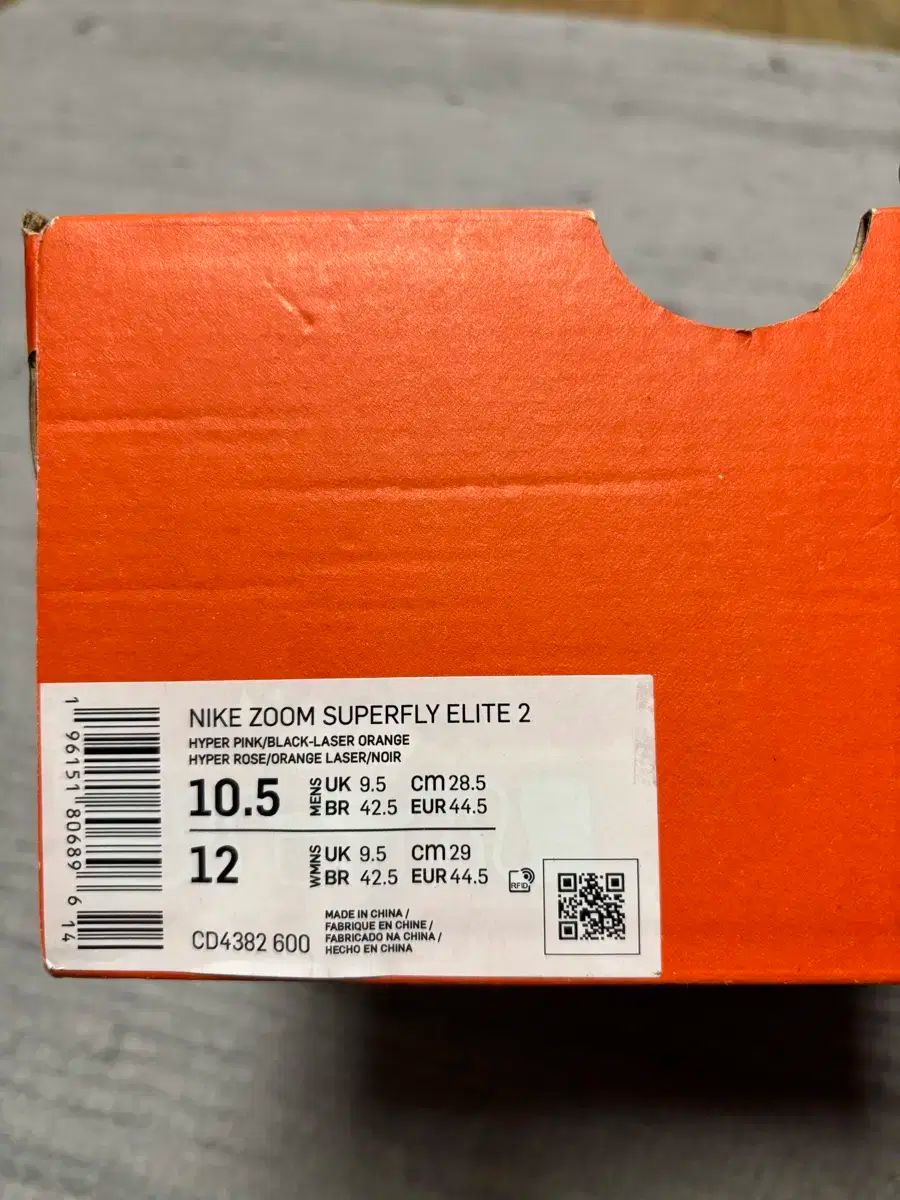 NIKE ZOOM SUPERFLY ELITE 2
HYPER PINK/BLACK-LASER ORANGE
HYPER ROSE/ORANGE LASER/NOIR
10.5 MENS UK 9.5 cm 28.5
BR 42.5 EUR 44.5
12 WMNS UK 9.5 cm 29
BR 42.5 EUR 44.5
RFID
CD4382 600
MADE IN CHINA /
FABRIQUE EN CHINE /
FABRICADO NA CHINA /
HECHO EN CHINA
1 96151 80689 6 14